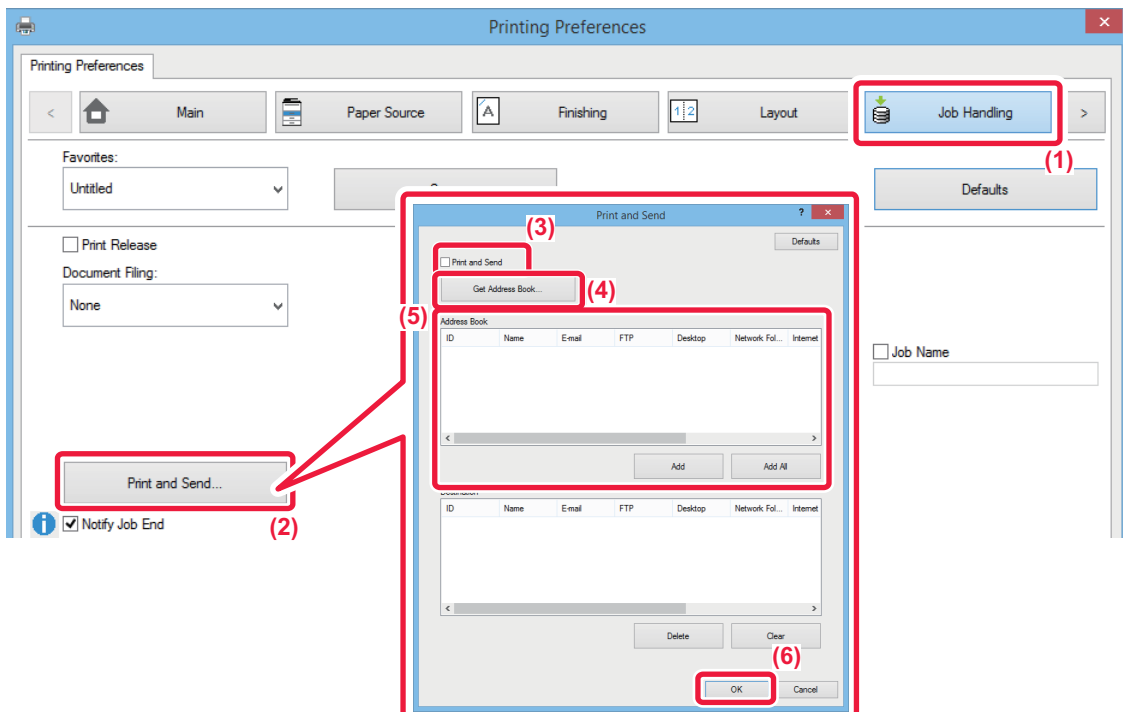 Printing Preferences
×
Printing Preferences
<
Main
Paper Source
A
Finishing
1 2
Layout
Job Handling
>
(1)
Favorites:
Untitled
Defaults
Print and Send
?
×
(3)
Defaults
Print Release
Print and Send
Document Filing:
Get Address Book...
(4)
None
(5)
Address Book
ID Name E-mail FTP Desktop Network Fol... Internet
Job Name
< >
Add
Add All
Print and Send...
(2)
i
Notify Job End
ID Name E-mail FTP Desktop Network Fol... Internet
< >
Delete
Clear
(6)
OK
Cancel